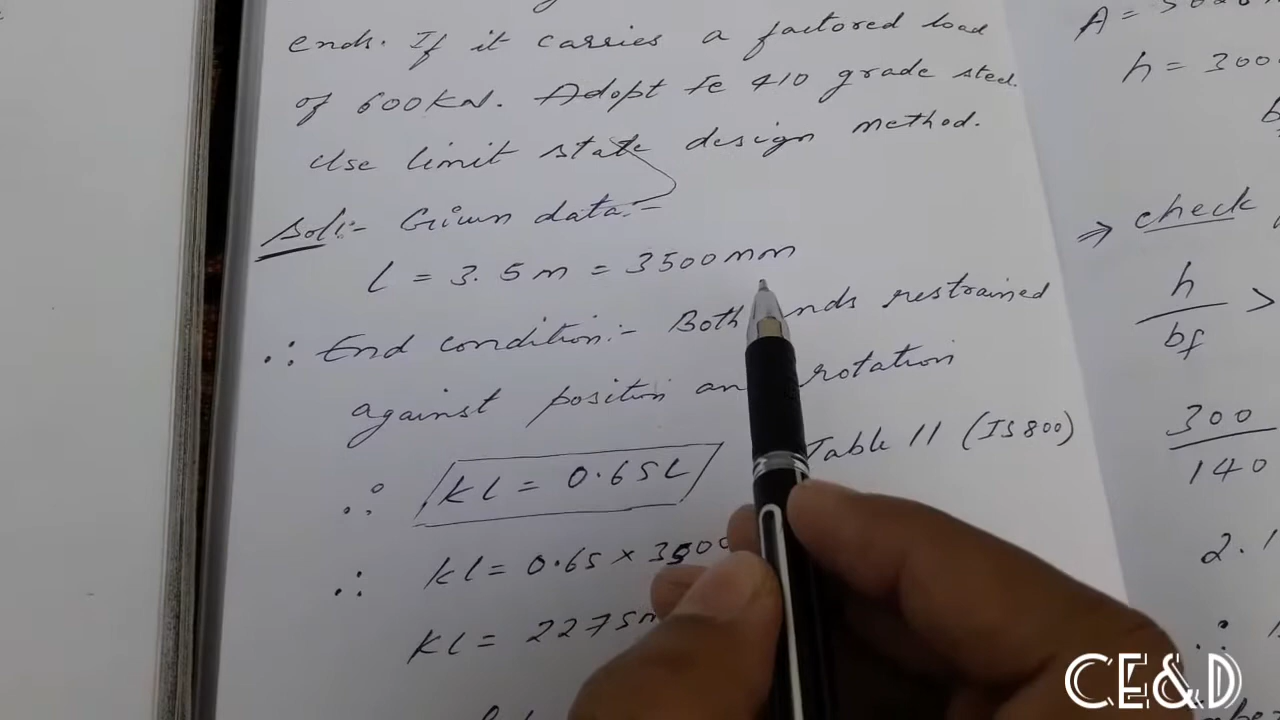 ends. If it carries a factored load
of 600KN. Adopt Fe 410 grade steel.
Use limit state design method.
Sol:- Given data:-
l = 3.5m = 3500mm
∴ End condition:- Both ends restrained
against position and rotation
∴ Kl = 0.65L Table 11 (IS800)
∴ Kl = 0.65 × 3500
Kl = 2275m
A =
h = 300
⇒ check
h/bf >
300/140
2.1
∴
CE&D